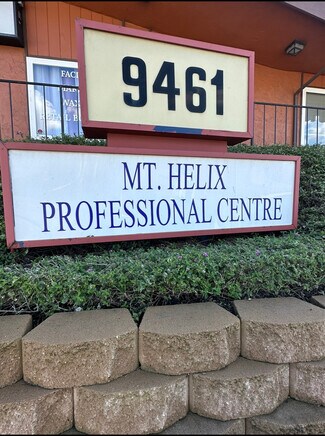 9461
MT. HELIX
PROFESSIONAL CENTRE